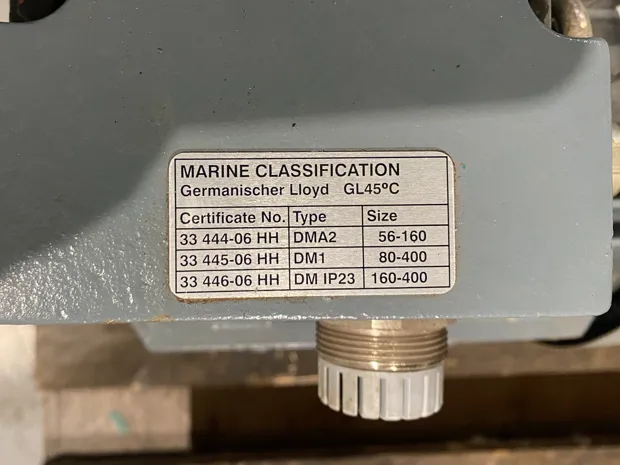 MARINE CLASSIFICATION
Germanischer Lloyd GL45ºC
Certificate No. Type Size
33 444-06 HH DMA2 56-160
33 445-06 HH DM1 80-400
33 446-06 HH DM IP23 160-400